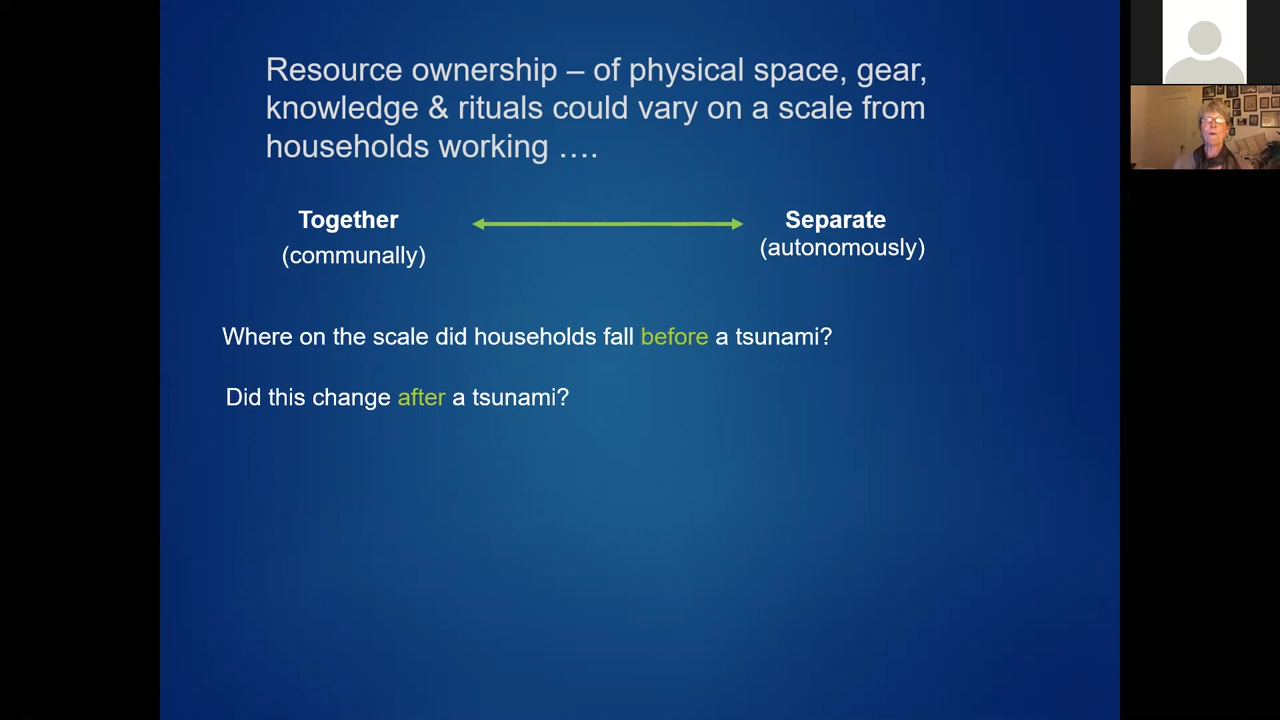 Resource ownership – of physical space, gear,
knowledge & rituals could vary on a scale from
households working ….
Together
(communally)
Separate
(autonomously)
Where on the scale did households fall before a tsunami?
Did this change after a tsunami?